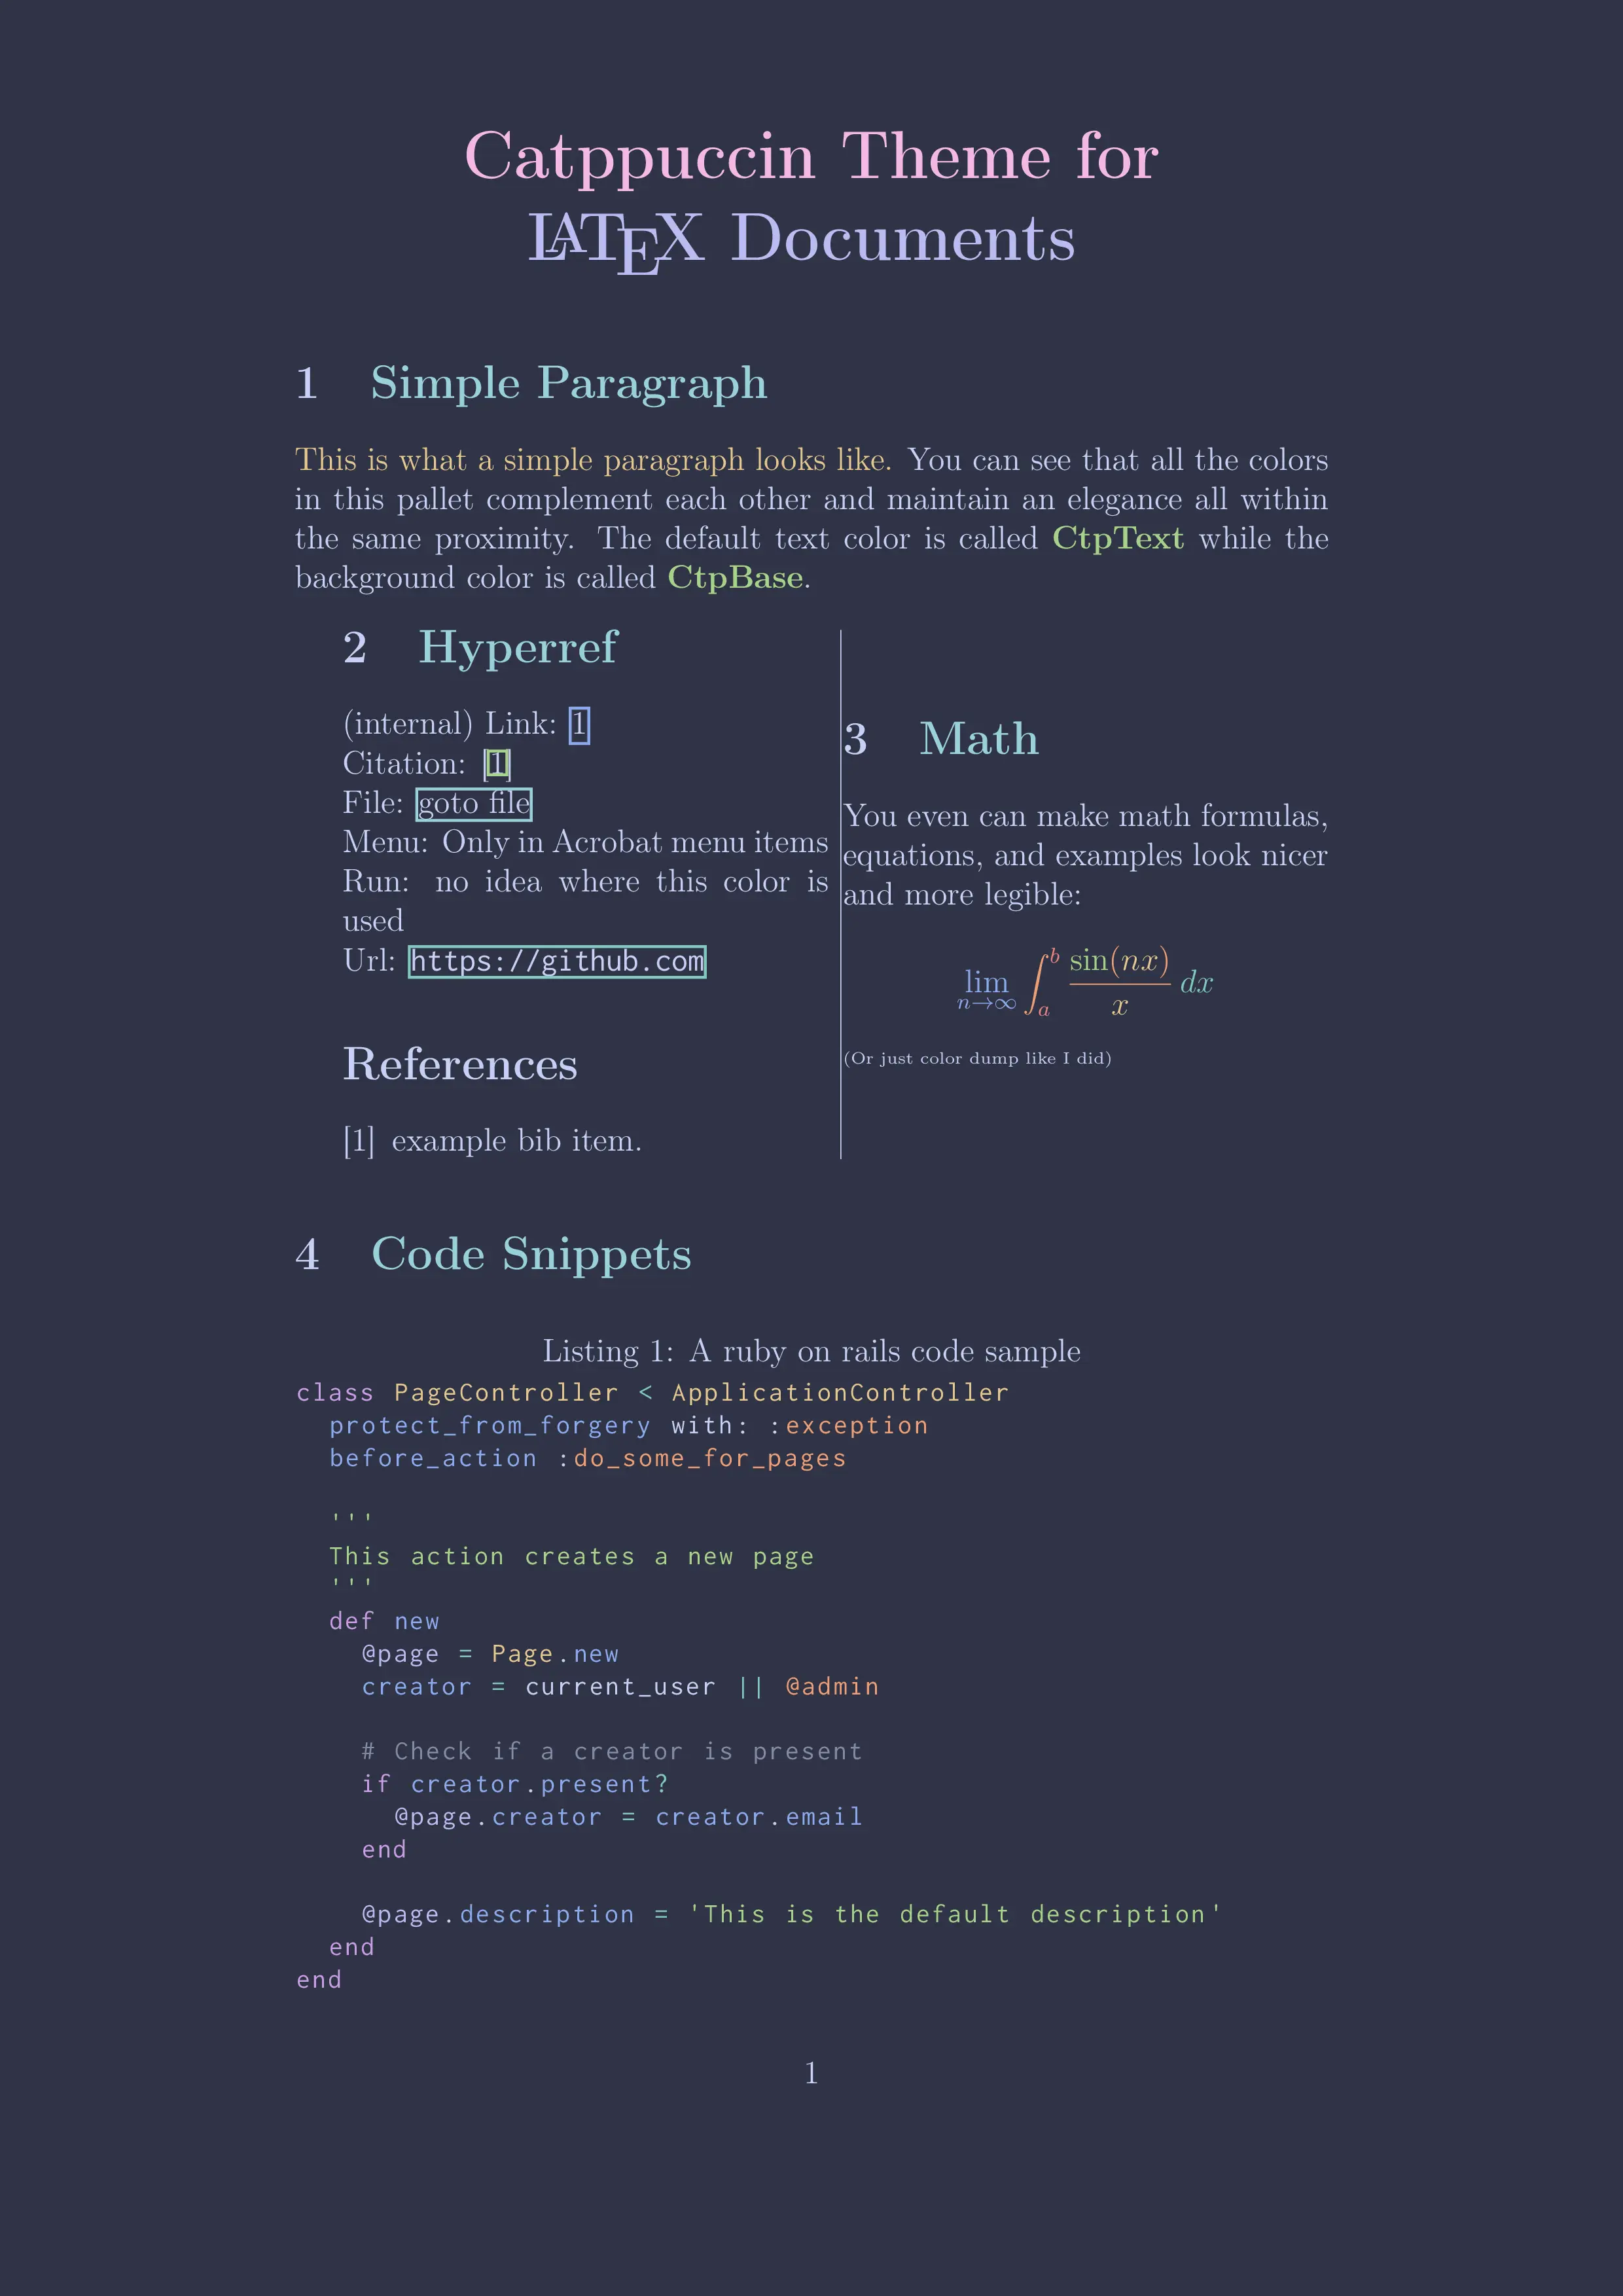 Catppuccin Theme for
LATEX Documents
1 Simple Paragraph
This is what a simple paragraph looks like. You can see that all the colors
in this pallet complement each other and maintain an elegance all within
the same proximity. The default text color is called CtpText while the
background color is called CtpBase.
2 Hyperref
(internal) Link: 1
Citation: [1]
File: goto file
Menu: Only in Acrobat menu items
Run: no idea where this color is
used
Url: https://github.com
References
[1] example bib item.
3 Math
You even can make math formulas,
equations, and examples look nicer
and more legible:
lim n→∞ ∫_a^b sin(nx)/x dx
(Or just color dump like I did)
4 Code Snippets
Listing 1: A ruby on rails code sample
class PageController < ApplicationController
  protect_from_forgery with: :exception
  before_action :do_some_for_pages
  '''
  This action creates a new page
  '''
  def new
    @page = Page.new
    creator = current_user || @admin
    # Check if a creator is present
    if creator.present?
      @page.creator = creator.email
    end
    @page.description = 'This is the default description'
  end
end
1